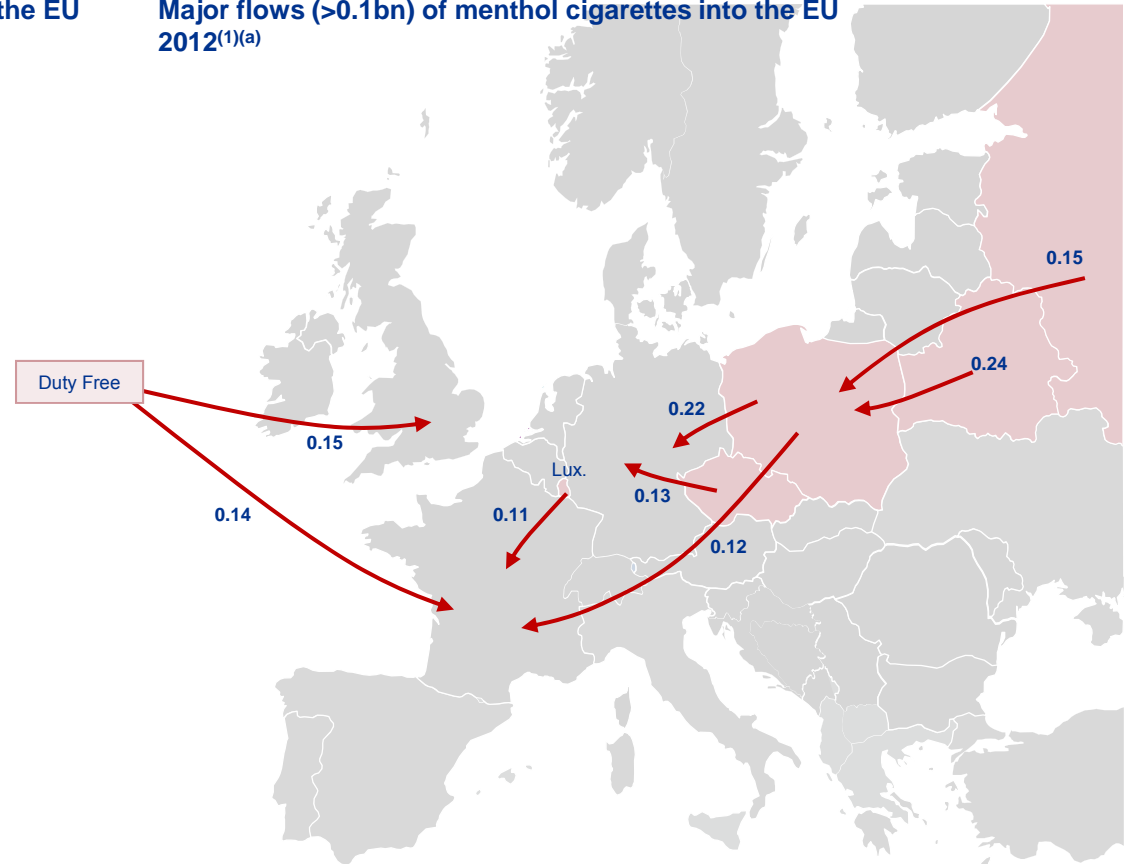 the EU
Major flows (>0.1bn) of menthol cigarettes into the EU
2012(1)(a)
0.15
0.24
Duty Free
0.22
0.15
Lux.
0.13
0.11
0.14
0.12